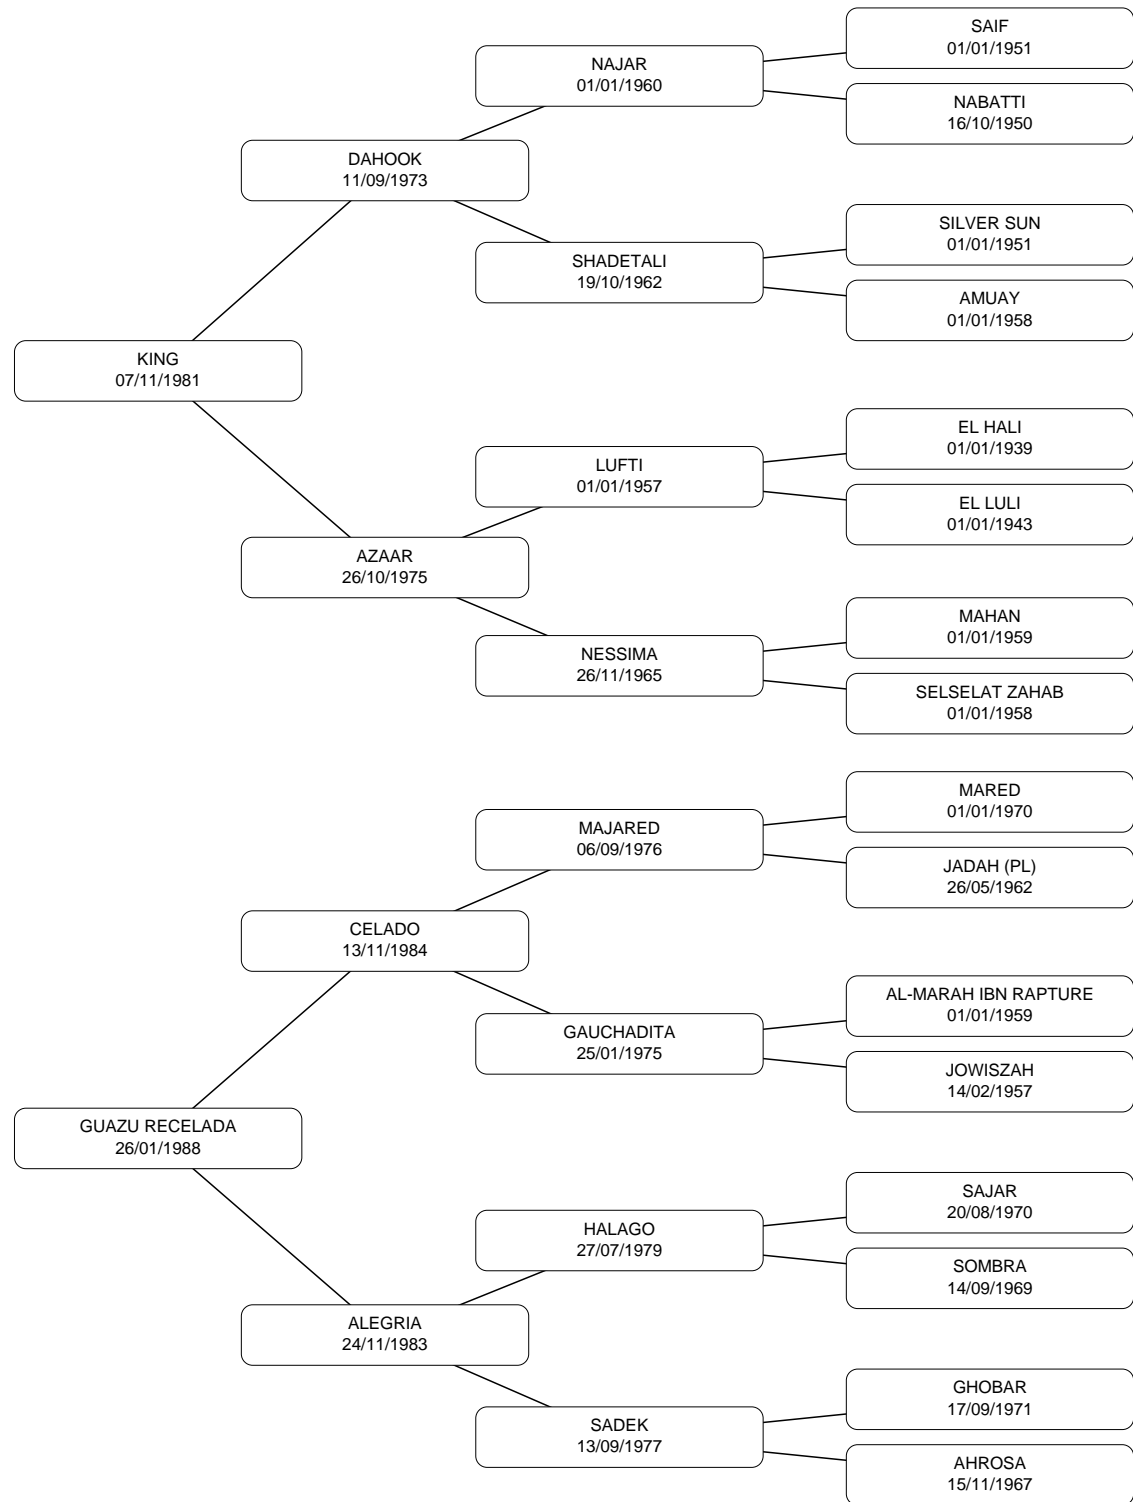 SAIF
01/01/1951
NAJAR
01/01/1960
NABATTI
16/10/1950
DAHOOK
11/09/1973
SILVER SUN
01/01/1951
SHADETALI
19/10/1962
AMUAY
01/01/1958
KING
07/11/1981
EL HALI
01/01/1939
LUFTI
01/01/1957
EL LULI
01/01/1943
AZAAR
26/10/1975
MAHAN
01/01/1959
NESSIMA
26/11/1965
SELSELAT ZAHAB
01/01/1958
MARED
01/01/1970
MAJARED
06/09/1976
JADAH (PL)
26/05/1962
CELADO
13/11/1984
AL-MARAH IBN RAPTURE
01/01/1959
GAUCHADITA
25/01/1975
JOWISZAH
14/02/1957
GUAZU RECELADA
26/01/1988
SAJAR
20/08/1970
HALAGO
27/07/1979
SOMBRA
14/09/1969
ALEGRIA
24/11/1983
GHOBAR
17/09/1971
SADEK
13/09/1977
AHROSA
15/11/1967